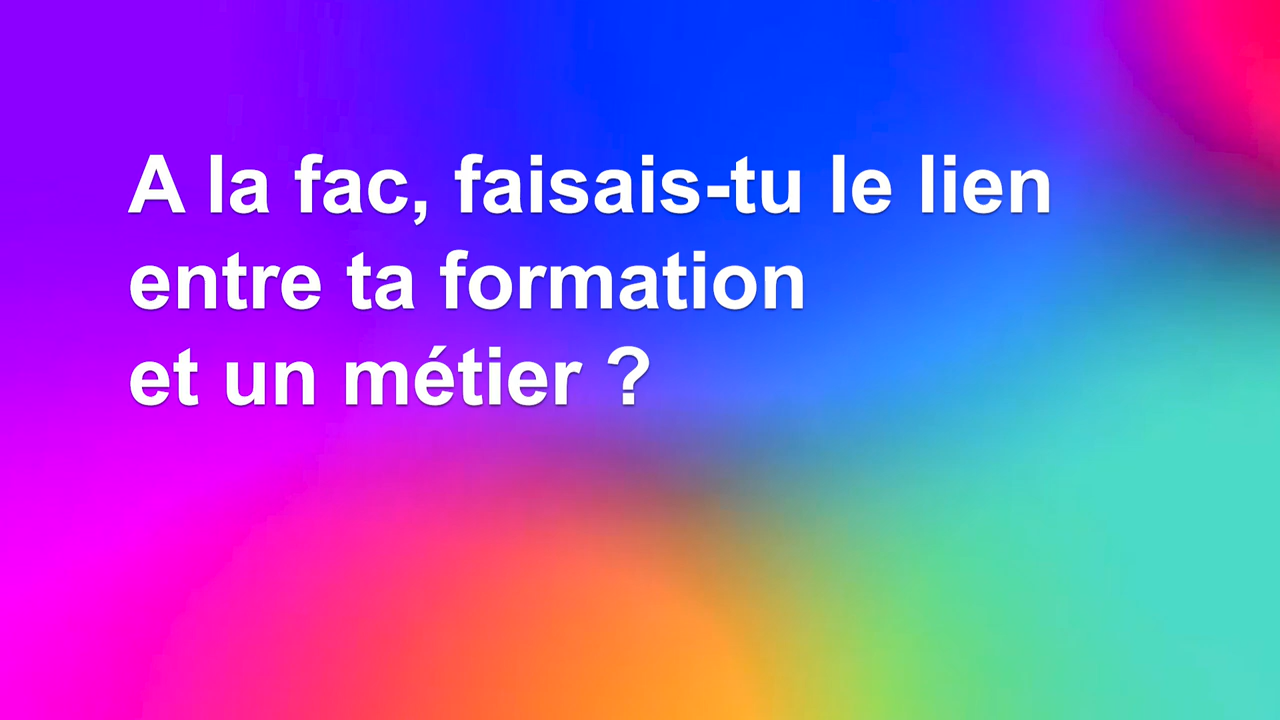 A la fac, faisais-tu le lien
entre ta formation
et un métier ?